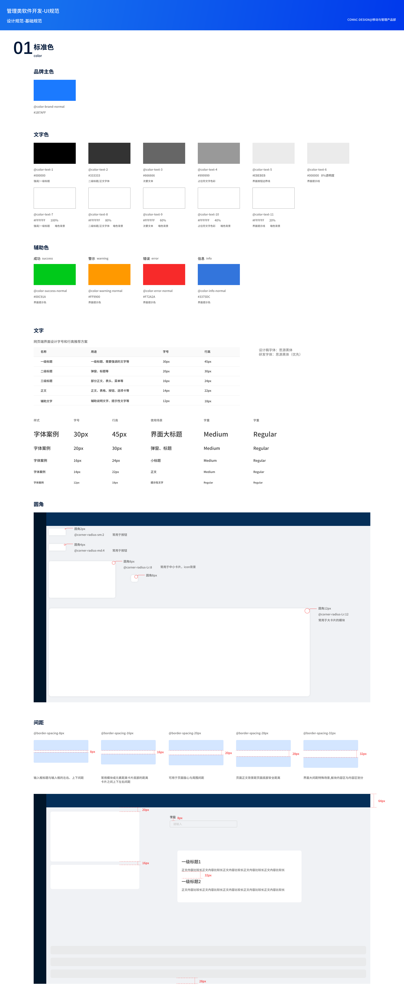 管理类软件开发-UI规范
设计规范-基础规范
COMAC-DESIGN@移动与管理产品部
01 标准色
color
品牌主色
@color-brand-normal
#1B7AFF
文字色
@color-text-1
#000000
强调/一级标题
@color-text-2
#333333
二级标题/正文字体
@color-text-3
#666666
次要文本
@color-text-4
#999999
占位符文字色彩
@color-text-5
#EBEBEB
界面按钮边界线
@color-text-6
#000000 8%透明度
界面提示线
@color-text-7
#FFFFFF 100%
强调/一级标题 暗色背景
@color-text-8
#FFFFFF 80%
二级标题/正文字体 暗色背景
@color-text-9
#FFFFFF 60%
次要文本 暗色背景
@color-text-10
#FFFFFF 40%
占位符文字色彩 暗色背景
@color-text-11
#FFFFFF 20%
界面提示线 暗色背景
辅助色
成功 success
@color-success-normal
#00C91A
界面提示色
警示 warning
@color-warning-normal
#FF9900
界面提示色
错误 error
@color-error-normal
#F72A2A
界面提示色
信息 info
@color-info-normal
#3375DC
界面提示色
文字
网页端界面设计字号和行高推荐方案
名称 用途 字号 行高
一级标题 一级标题、需要强调的文字等 30px 45px
二级标题 弹窗、标题等 20px 30px
三级标题 部分正文、表头、菜单等 16px 24px
正文 正文、表格、按钮、选项卡等 14px 22px
辅助文字 辅助说明文字、提示性文字等 12px 18px
设计稿字体：思源黑体
研发字体：思源黑体（优先）
样式 字号 行高 使用场景 字重 字重
字体案例 30px 45px 界面大标题 Medium Regular
字体案例 20px 30px 弹窗、标题 Medium Regular
字体案例 16px 24px 小标题 Medium Regular
字体案例 14px 22px 正文 Medium Regular
字体案例 12px 18px 提示性文字 Regular Regular
圆角
圆角2px
@corner-radius-sm:2 常用于按钮
圆角4px
@corner-radius-md:4 常用于按钮
圆角8px
@corner-radius-Lr:8 常用于中小卡片，icon背景
圆角8px
圆角12px
@corner-radius-Lr:12
常用于大卡片的模块
间距
@border-spacing-8px
8px
输入框标题与输入框的左右、上下间距
@border-spacing-16px
16px
常用模块或元素距离卡片底部的距离
卡片之间上下左右间距
@border-spacing-20px
20px
可用于页面版心与周围间距
@border-spacing-28px
28px
页面正文背景距页面底部安全距离
@border-spacing-32px
32px
界面大间距特殊场景,板块内容区与内容区划分
64px
20px
字段 8px
请输入
16px
一级标题1
正文内容比较长正文内容比较长正文内容比较长正文内容比较长正文内容比较长
32px
一级标题2
正文内容比较长正文内容比较长正文内容比较长正文内容比较长正文内容比较长
28px